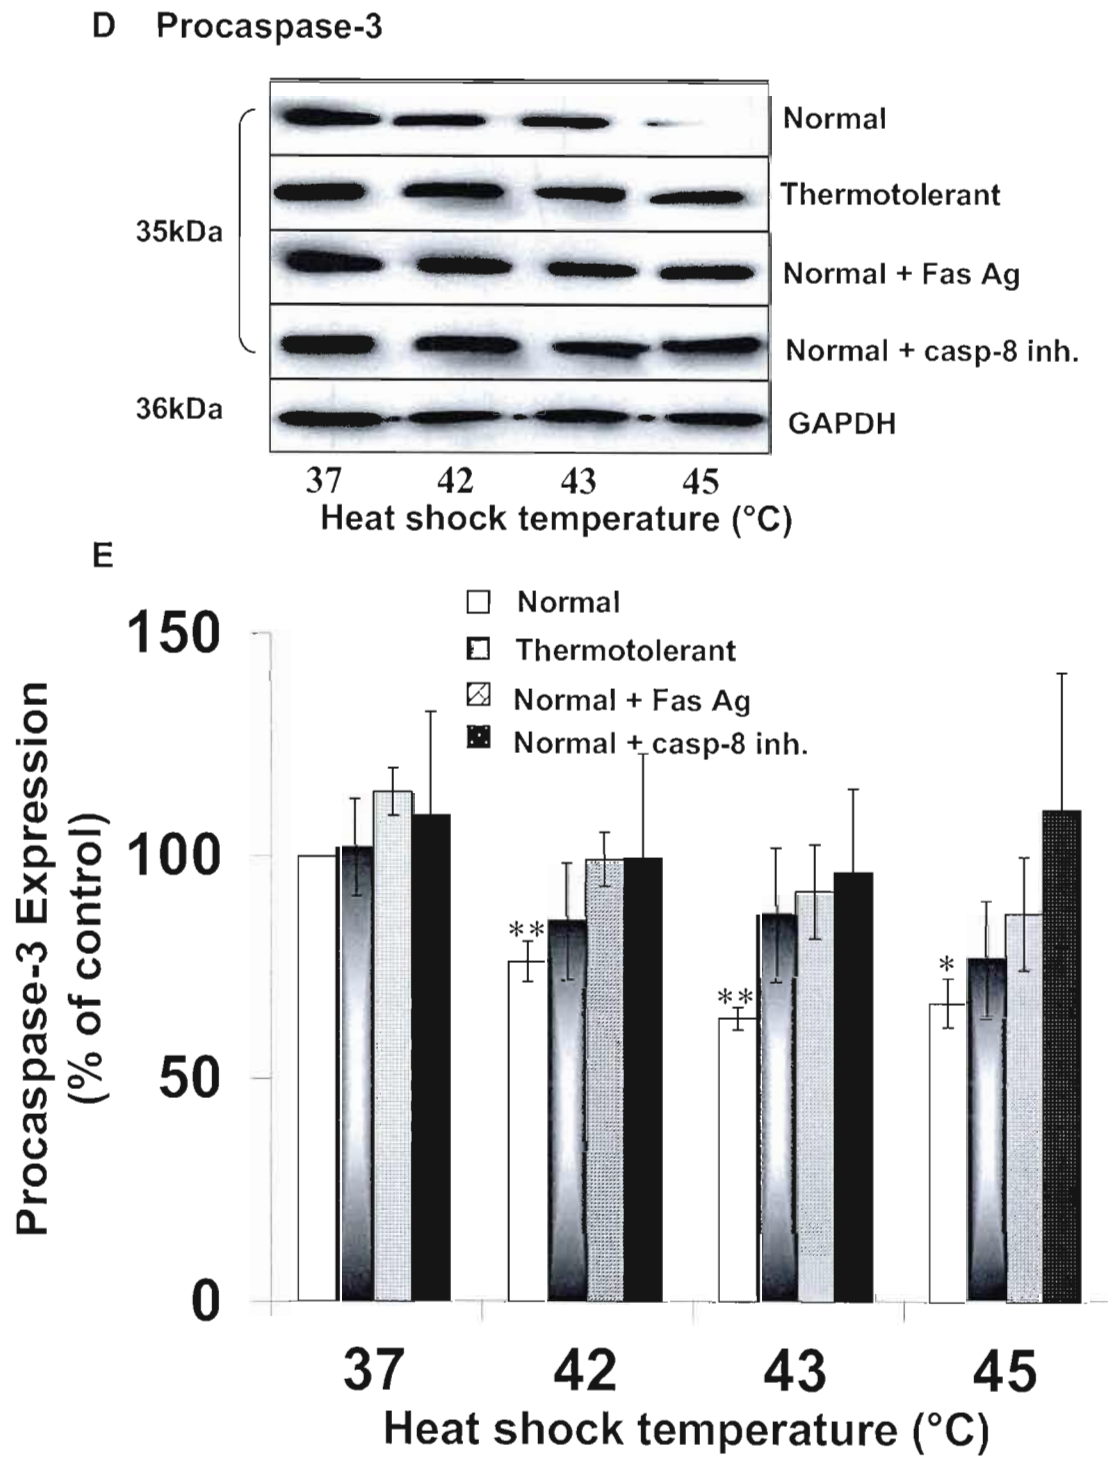 D Procaspase-3
Normal
Thermotolerant
35kDa
Normal + Fas Ag
Normal + casp-8 inh.
36kDa
GAPDH
37 42 43 45
Heat shock temperature (°C)
E
Normal
Thermotolerant
Normal + Fas Ag
Normal + casp-8 inh.
Procaspase-3 Expression
(% of control)
150
100
50
0
**
**
*
37 42 43 45
Heat shock temperature (°C)